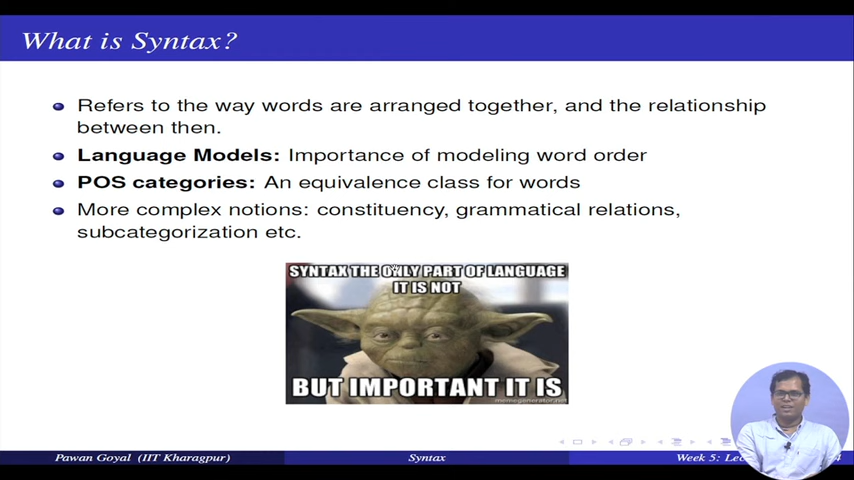 What is Syntax?
Refers to the way words are arranged together, and the relationship
between then.
Language Models: Importance of modeling word order
POS categories: An equivalence class for words
More complex notions: constituency, grammatical relations,
subcategorization etc.
SYNTAX THE ONLY PART OF LANGUAGE
IT IS NOT
BUT IMPORTANT IT IS
memegenerator.net
Pawan Goyal (IIT Kharagpur)
Syntax
Week 5: